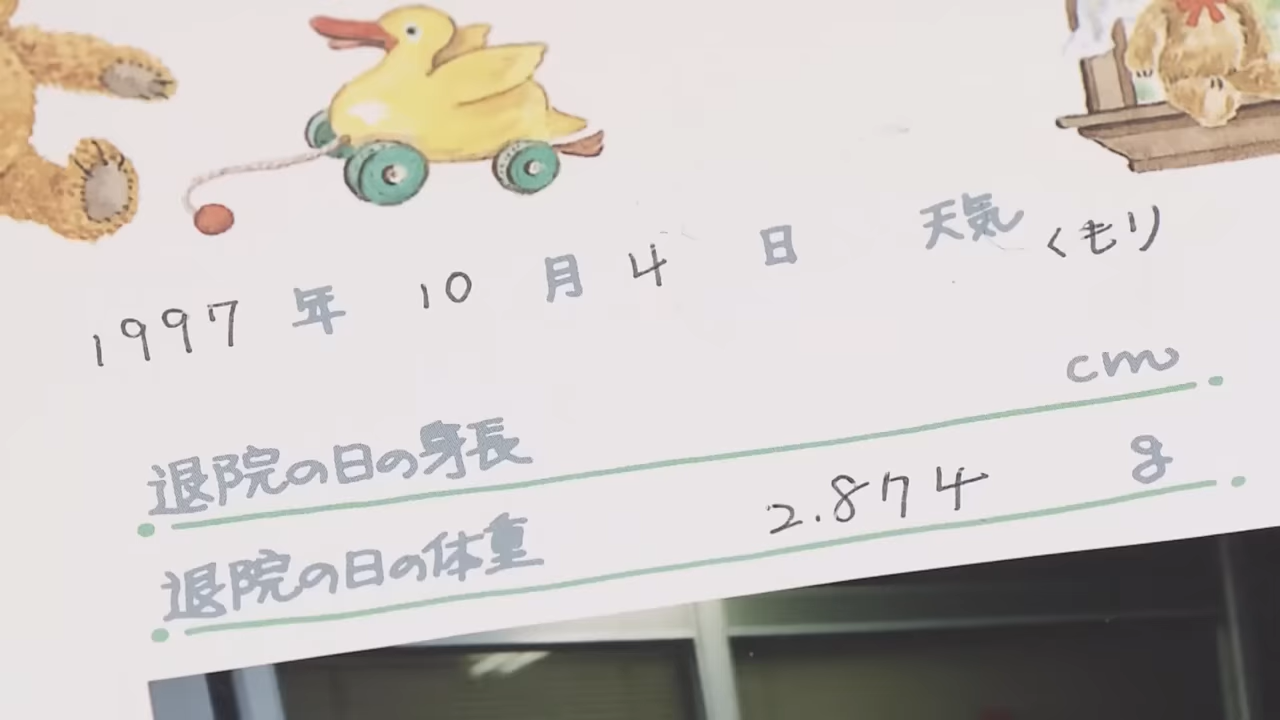 1997 年 10 月 4 日 天気 くもり
退院の日の身長 cm
退院の日の体重 2.874 g